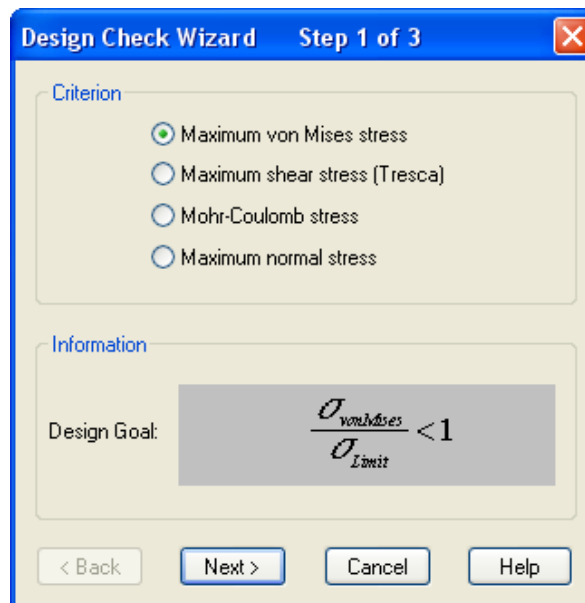 Design Check Wizard Step 1 of 3
Criterion
Maximum von Mises stress
Maximum shear stress (Tresca)
Mohr-Coulomb stress
Maximum normal stress
Information
Design Goal:
σvonMises
σLimit
< 1
< Back Next > Cancel Help